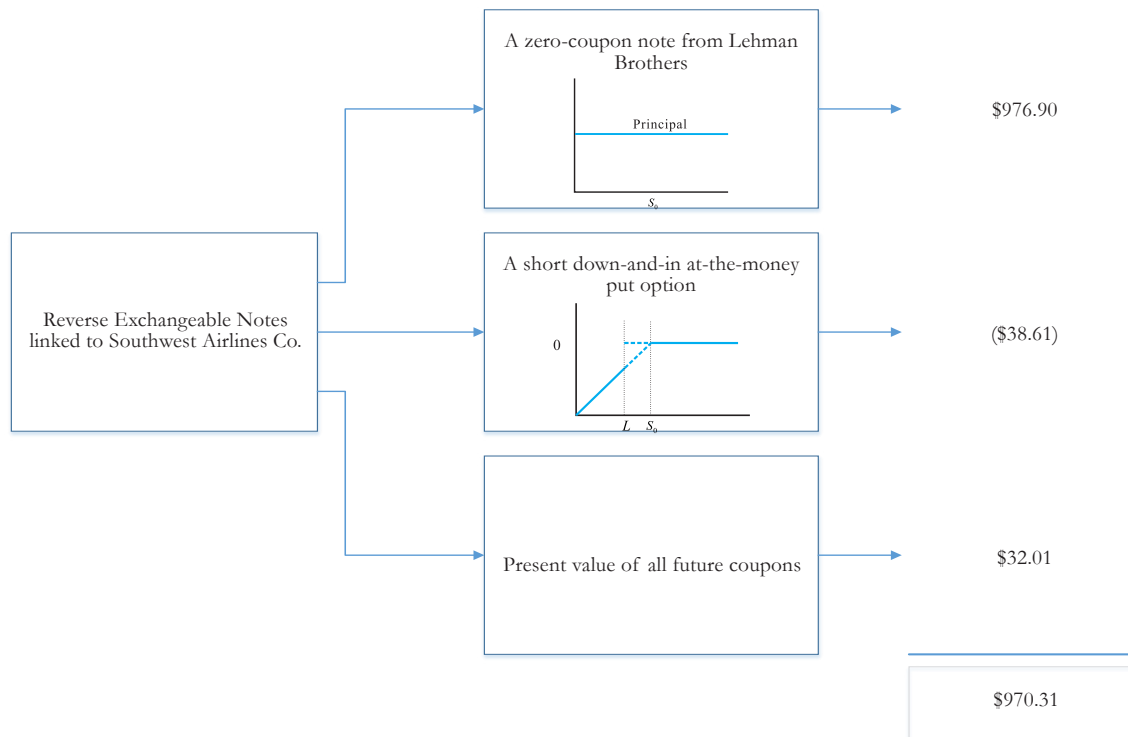 A zero-coupon note from Lehman
Brothers
Principal
S₀
$976.90
Reverse Exchangeable Notes
linked to Southwest Airlines Co.
A short down-and-in at-the-money
put option
0
L S₀
($38.61)
Present value of all future coupons
$32.01
$970.31